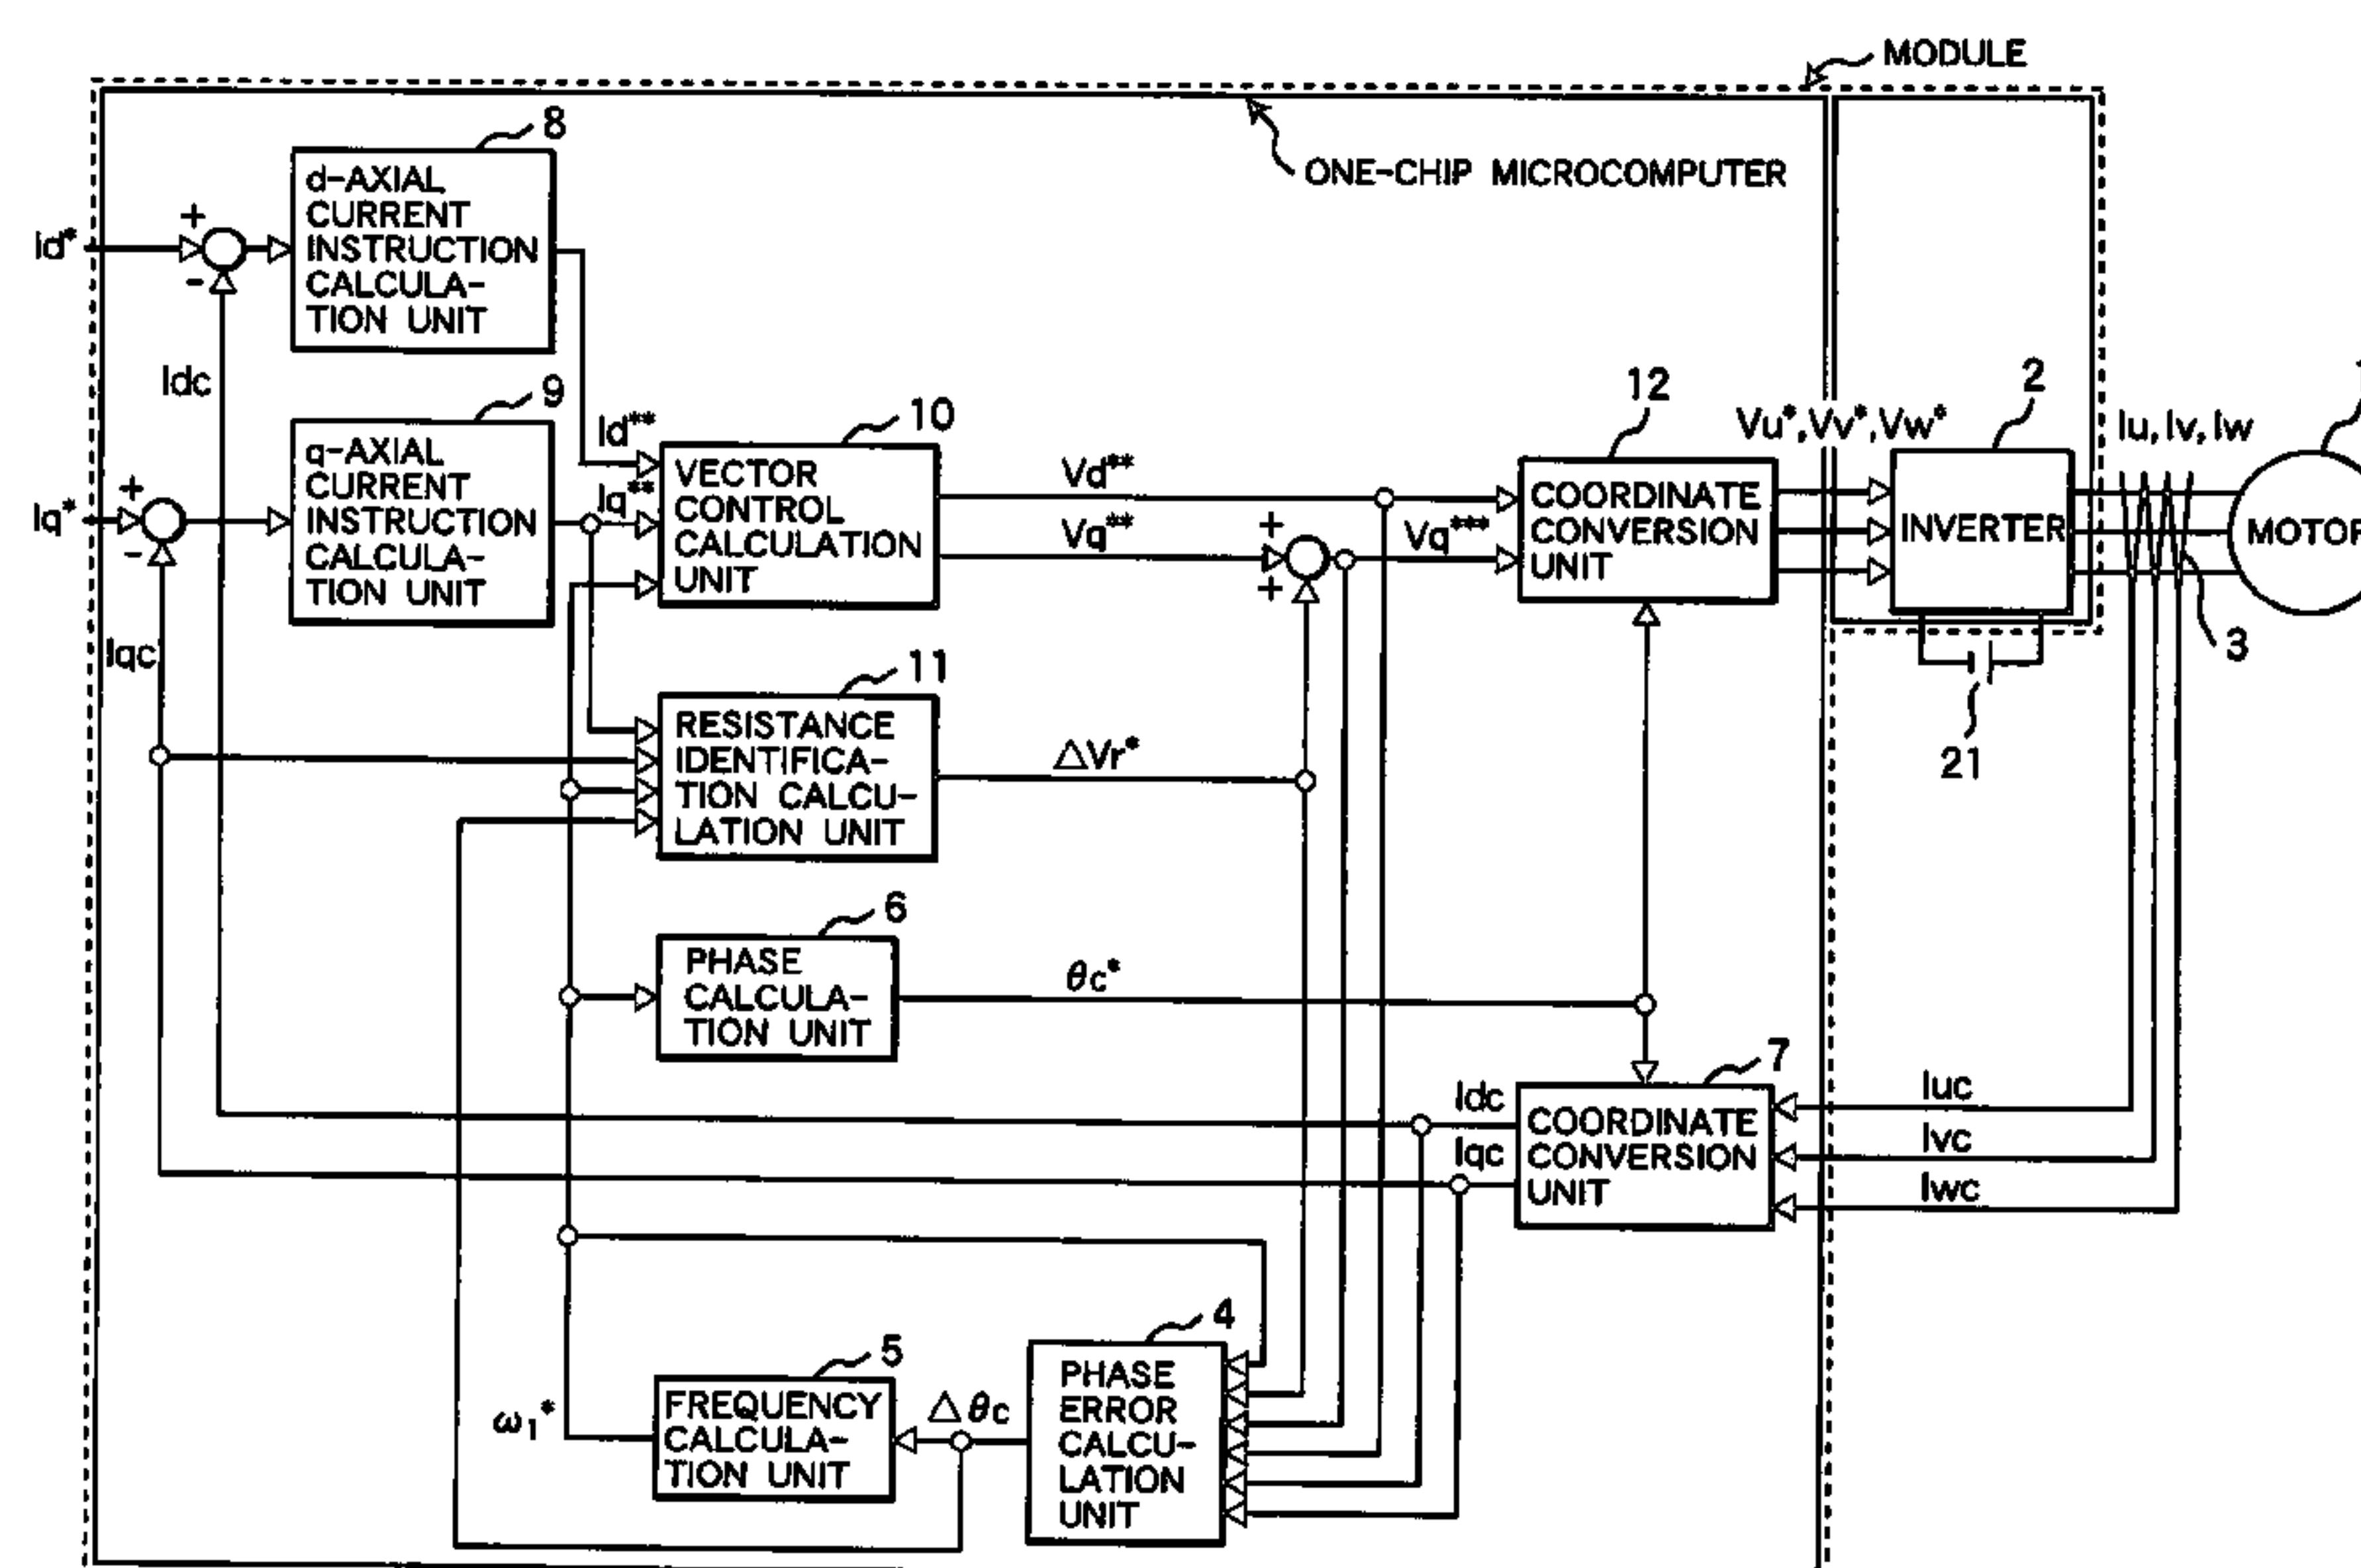 MODULE
ONE-CHIP MICROCOMPUTER
8
d-AXIAL
CURRENT
INSTRUCTION
CALCULA-
TION UNIT
Id*
+
-
Idc
9
q-AXIAL
CURRENT
INSTRUCTION
CALCULA-
TION UNIT
Iq*
+
-
Iqc
Id**
Iq**
10
VECTOR
CONTROL
CALCULATION
UNIT
Vd**
Vq**
+
+
Vq***
12
COORDINATE
CONVERSION
UNIT
Vu*,Vv*,Vw*
2
INVERTER
21
Iu, Iv, Iw
3
1
MOTOR
11
RESISTANCE
IDENTIFICA-
TION CALCU-
LATION UNIT
△Vr*
6
PHASE
CALCULA-
TION UNIT
θc*
7
COORDINATE
CONVERSION
UNIT
Idc
Iqc
Iuc
Ivc
Iwc
5
FREQUENCY
CALCULA-
TION UNIT
ω1*
△θc
4
PHASE
ERROR
CALCU-
LATION
UNIT